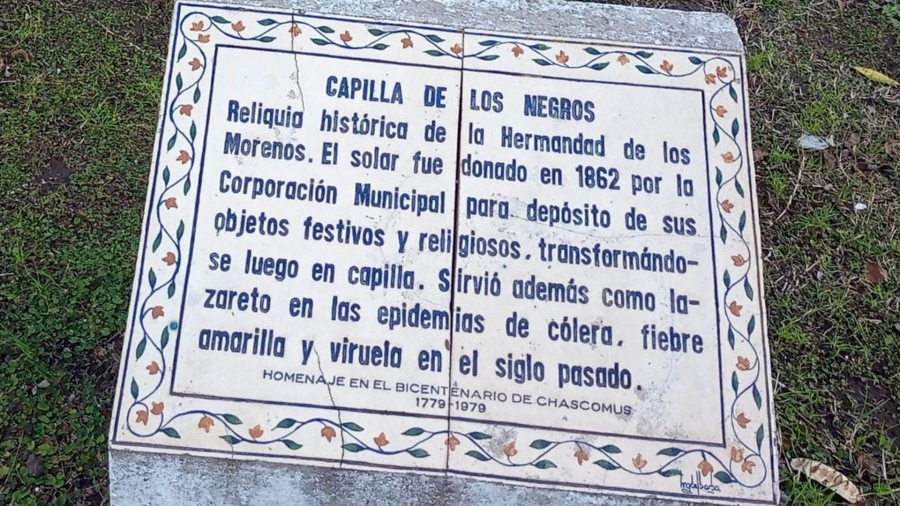 CAPILLA DE LOS NEGROS
Reliquia histórica de la Hermandad de los
Morenos. El solar fue donado en 1862 por la
Corporación Municipal para depósito de sus
objetos festivos y religiosos, transformándo-
se luego en capilla. Sirvió además como la-
zareto en las epidemias de cólera, fiebre
amarilla y viruela en el siglo pasado.
HOMENAJE EN EL BICENTENARIO DE CHASCOMUS
1779-1979